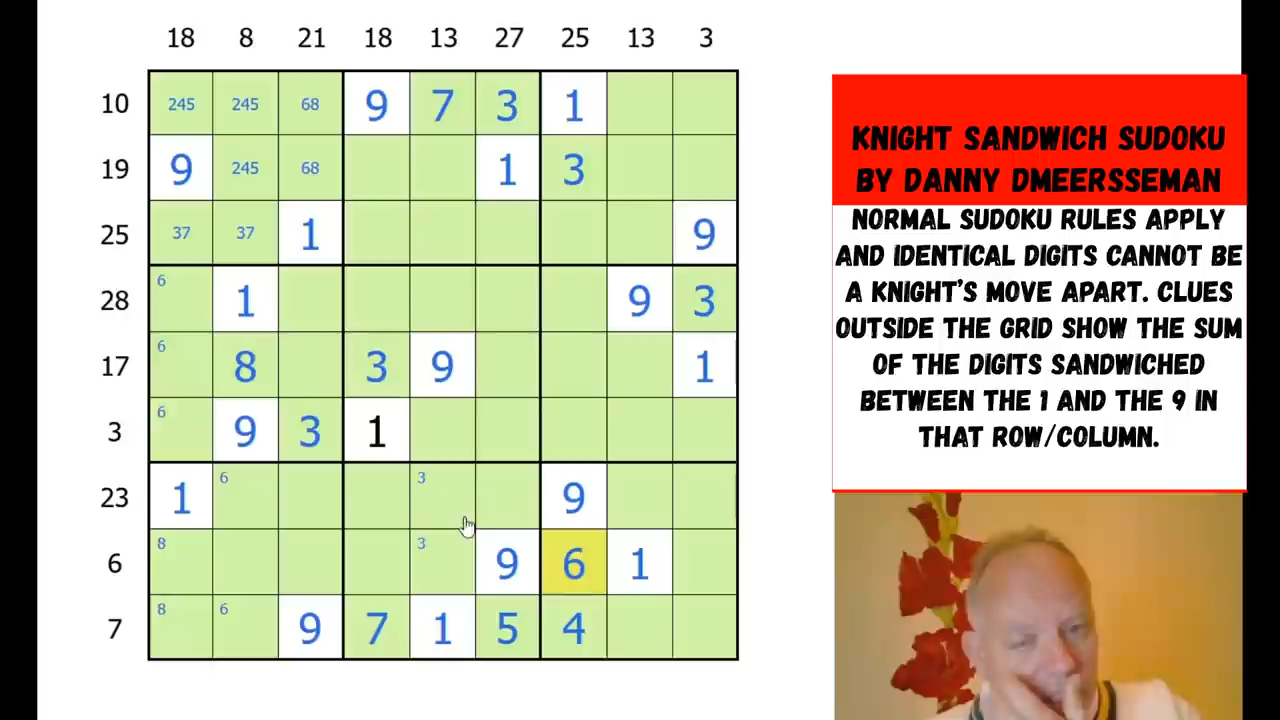 18 8 21 18 13 27 25 13 3
10 245 245 68 9 7 3 1
19 9 245 68 1 3
25 37 37 1 9
28 6 1 9 3
17 6 8 3 9 1
3 6 9 3 1
23 1 6 3 9
6 8 3 9 6 1
7 8 6 9 7 1 5 4
KNIGHT SANDWICH SUDOKU
BY DANNY DMEERSSEMAN
NORMAL SUDOKU RULES APPLY
AND IDENTICAL DIGITS CANNOT BE
A KNIGHT'S MOVE APART. CLUES
OUTSIDE THE GRID SHOW THE SUM
OF THE DIGITS SANDWICHED
BETWEEN THE 1 AND THE 9 IN
THAT ROW/COLUMN.